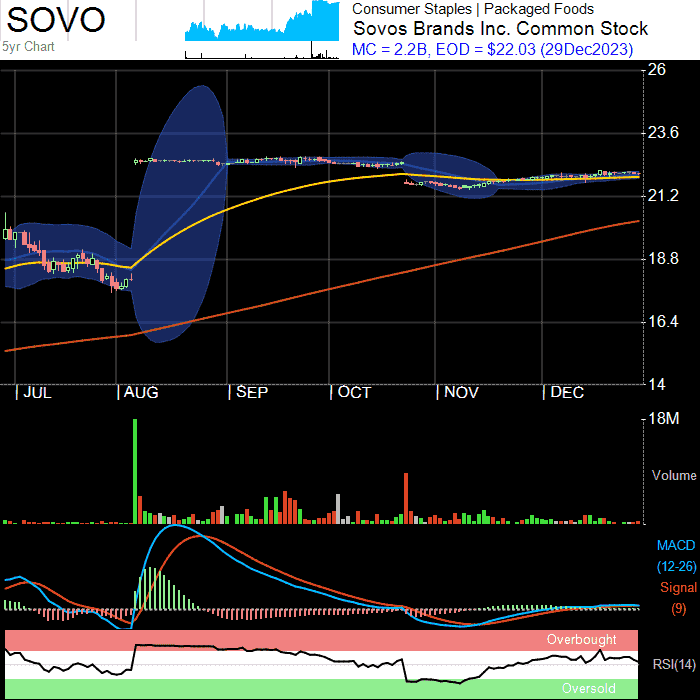 SOVO
5yr Chart
Consumer Staples | Packaged Foods
Sovos Brands Inc. Common Stock
MC = 2.2B, EOD = $22.03 (29Dec2023)
26
23.6
21.2
18.8
16.4
14
JUL AUG SEP OCT NOV DEC
18M
Volume
MACD
(12-26)
Signal
(9)
Overbought
RSI(14)
Oversold